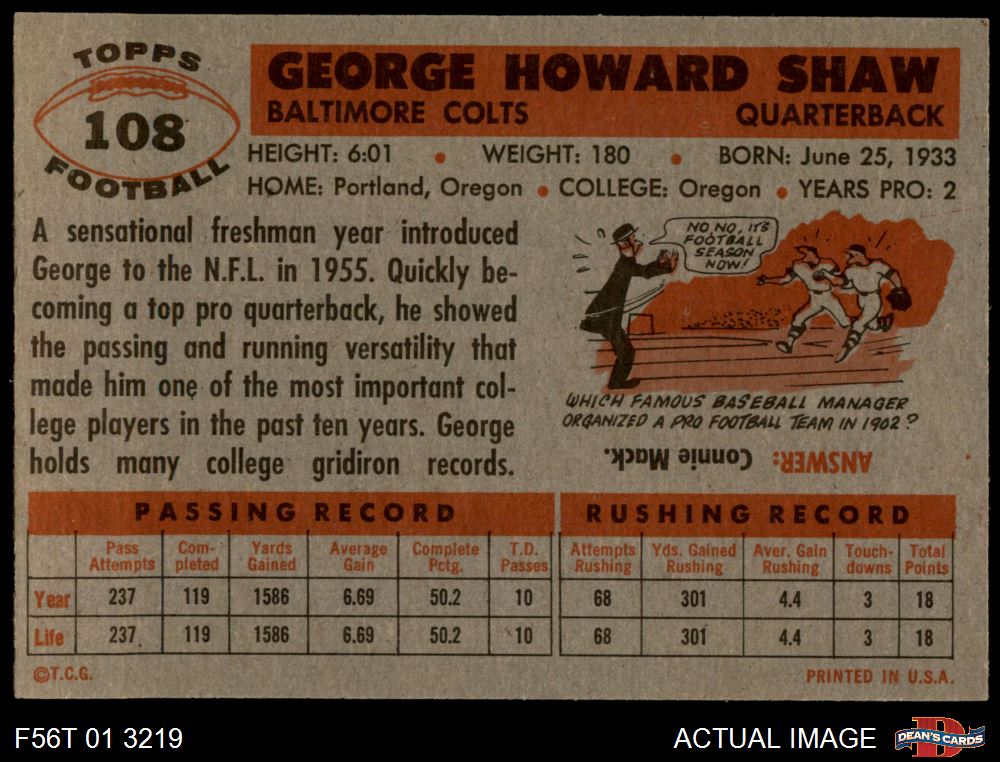 TOPPS
108
FOOTBALL
GEORGE HOWARD SHAW
BALTIMORE COLTS QUARTERBACK
HEIGHT: 6:01 • WEIGHT: 180 • BORN: June 25, 1933
HOME: Portland, Oregon • COLLEGE: Oregon • YEARS PRO: 2
A sensational freshman year introduced
George to the N.F.L. in 1955. Quickly be-
coming a top pro quarterback, he showed
the passing and running versatility that
made him one of the most important col-
lege players in the past ten years. George
holds many college gridiron records.
NO, NO, IT'S
FOOTBALL
SEASON
NOW!
WHICH FAMOUS BASEBALL MANAGER
ORGANIZED A PRO FOOTBALL TEAM IN 1902?
ANSWER: Connie Mack.
PASSING RECORD
Pass Attempts Com-pleted Yards Gained Average Gain Complete Pctg. T.D. Passes
Year 237 119 1586 6.69 50.2 10
Life 237 119 1586 6.69 50.2 10
RUSHING RECORD
Attempts Rushing Yds. Gained Rushing Aver. Gain Rushing Touch-downs Total Points
68 301 4.4 3 18
68 301 4.4 3 18
©T.C.G. PRINTED IN U.S.A.
F56T 01 3219 ACTUAL IMAGE DEAN'S CARDS